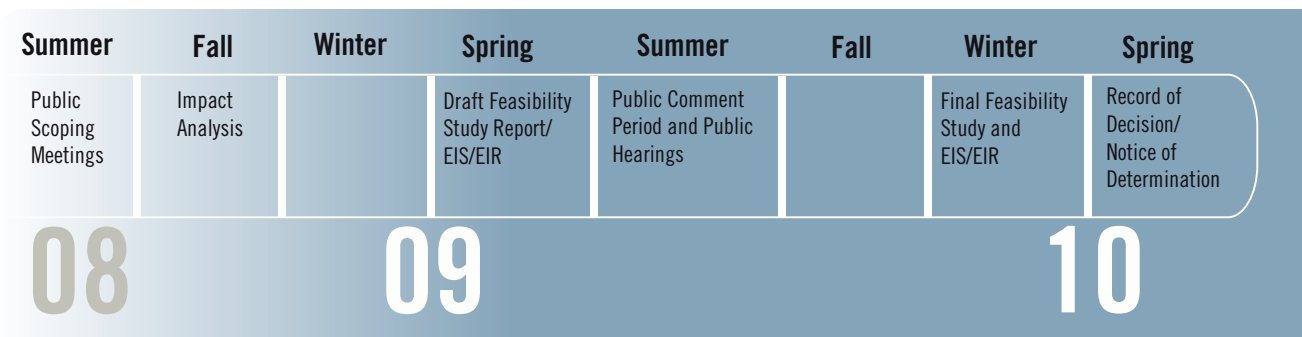 Summer Fall Winter Spring Summer Fall Winter Spring
Public
Scoping
Meetings
Impact
Analysis
Draft Feasibility
Study Report/
EIS/EIR
Public Comment
Period and Public
Hearings
Final Feasibility
Study and
EIS/EIR
Record of
Decision/
Notice of
Determination
08 09 10